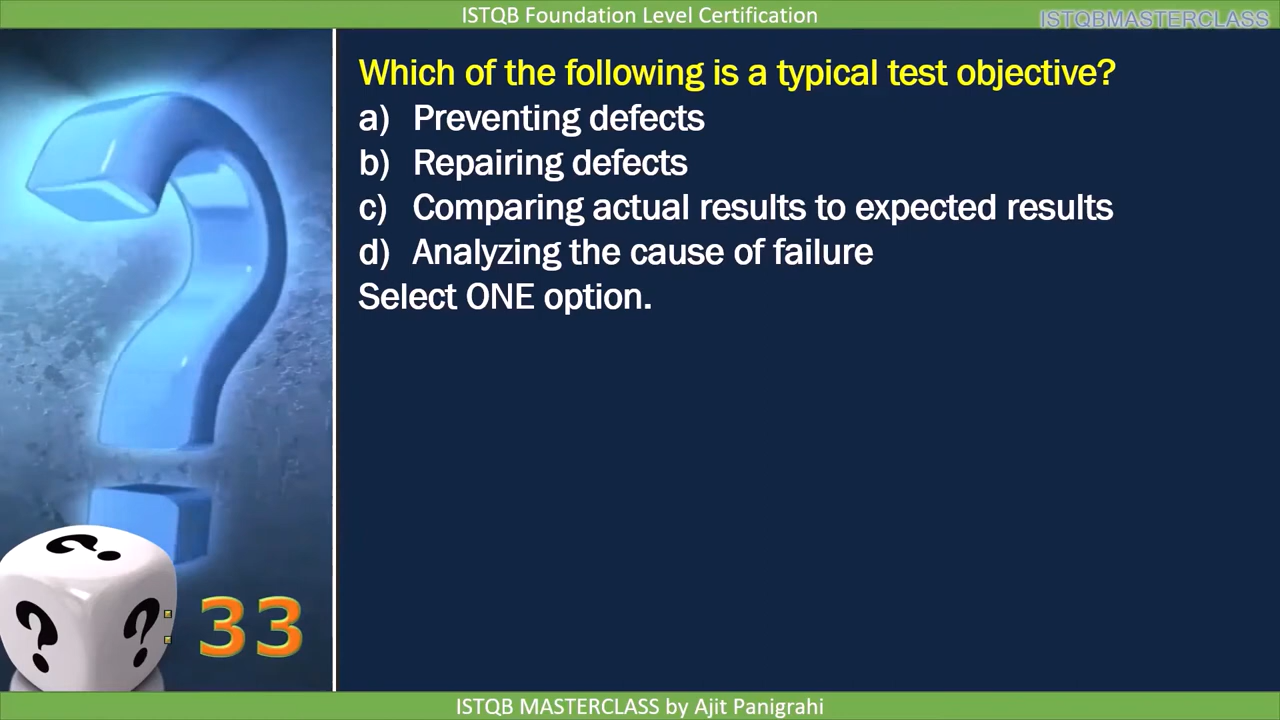 ISTQB Foundation Level Certification
ISTQBMASTERCLASS
Which of the following is a typical test objective?
a) Preventing defects
b) Repairing defects
c) Comparing actual results to expected results
d) Analyzing the cause of failure
Select ONE option.
: 33
ISTQB MASTERCLASS by Ajit Panigrahi